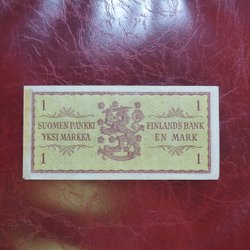 1 1
SUOMEN PANKKI FINLANDS BANK
YKSI MARKKA EN MARK
1 1